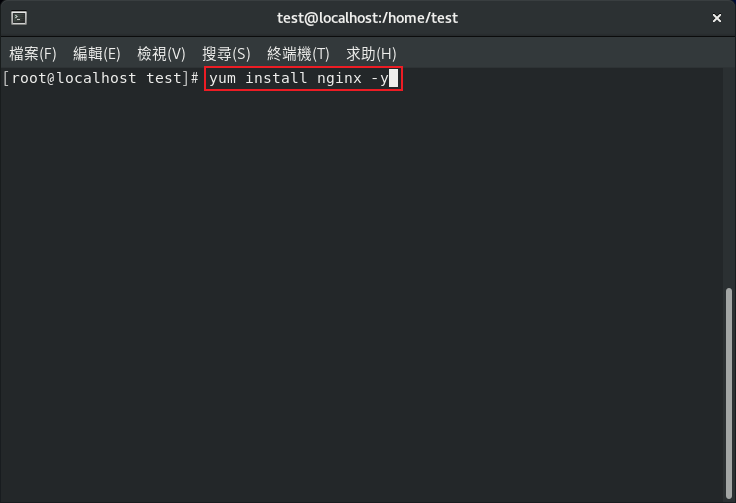 test@localhost:/home/test
檔案(F) 編輯(E) 檢視(V) 搜尋(S) 終端機(T) 求助(H)
[root@localhost test]# yum install nginx -y